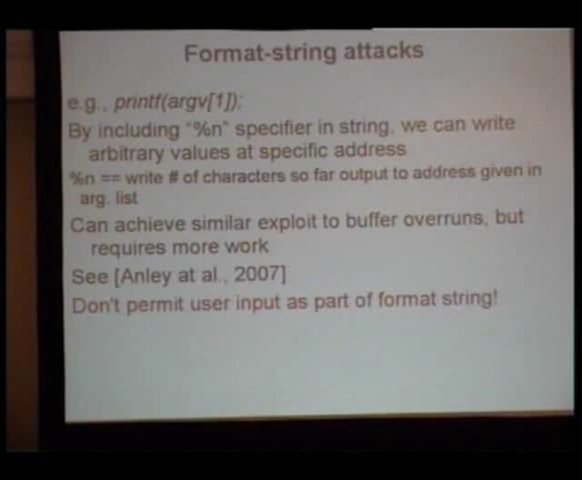 Format-string attacks
e.g., printf(argv[1]);
By including "%n" specifier in string, we can write
arbitrary values at specific address
%n == write # of characters so far output to address given in
arg. list
Can achieve similar exploit to buffer overruns, but
requires more work
See [Anley at al., 2007]
Don't permit user input as part of format string!